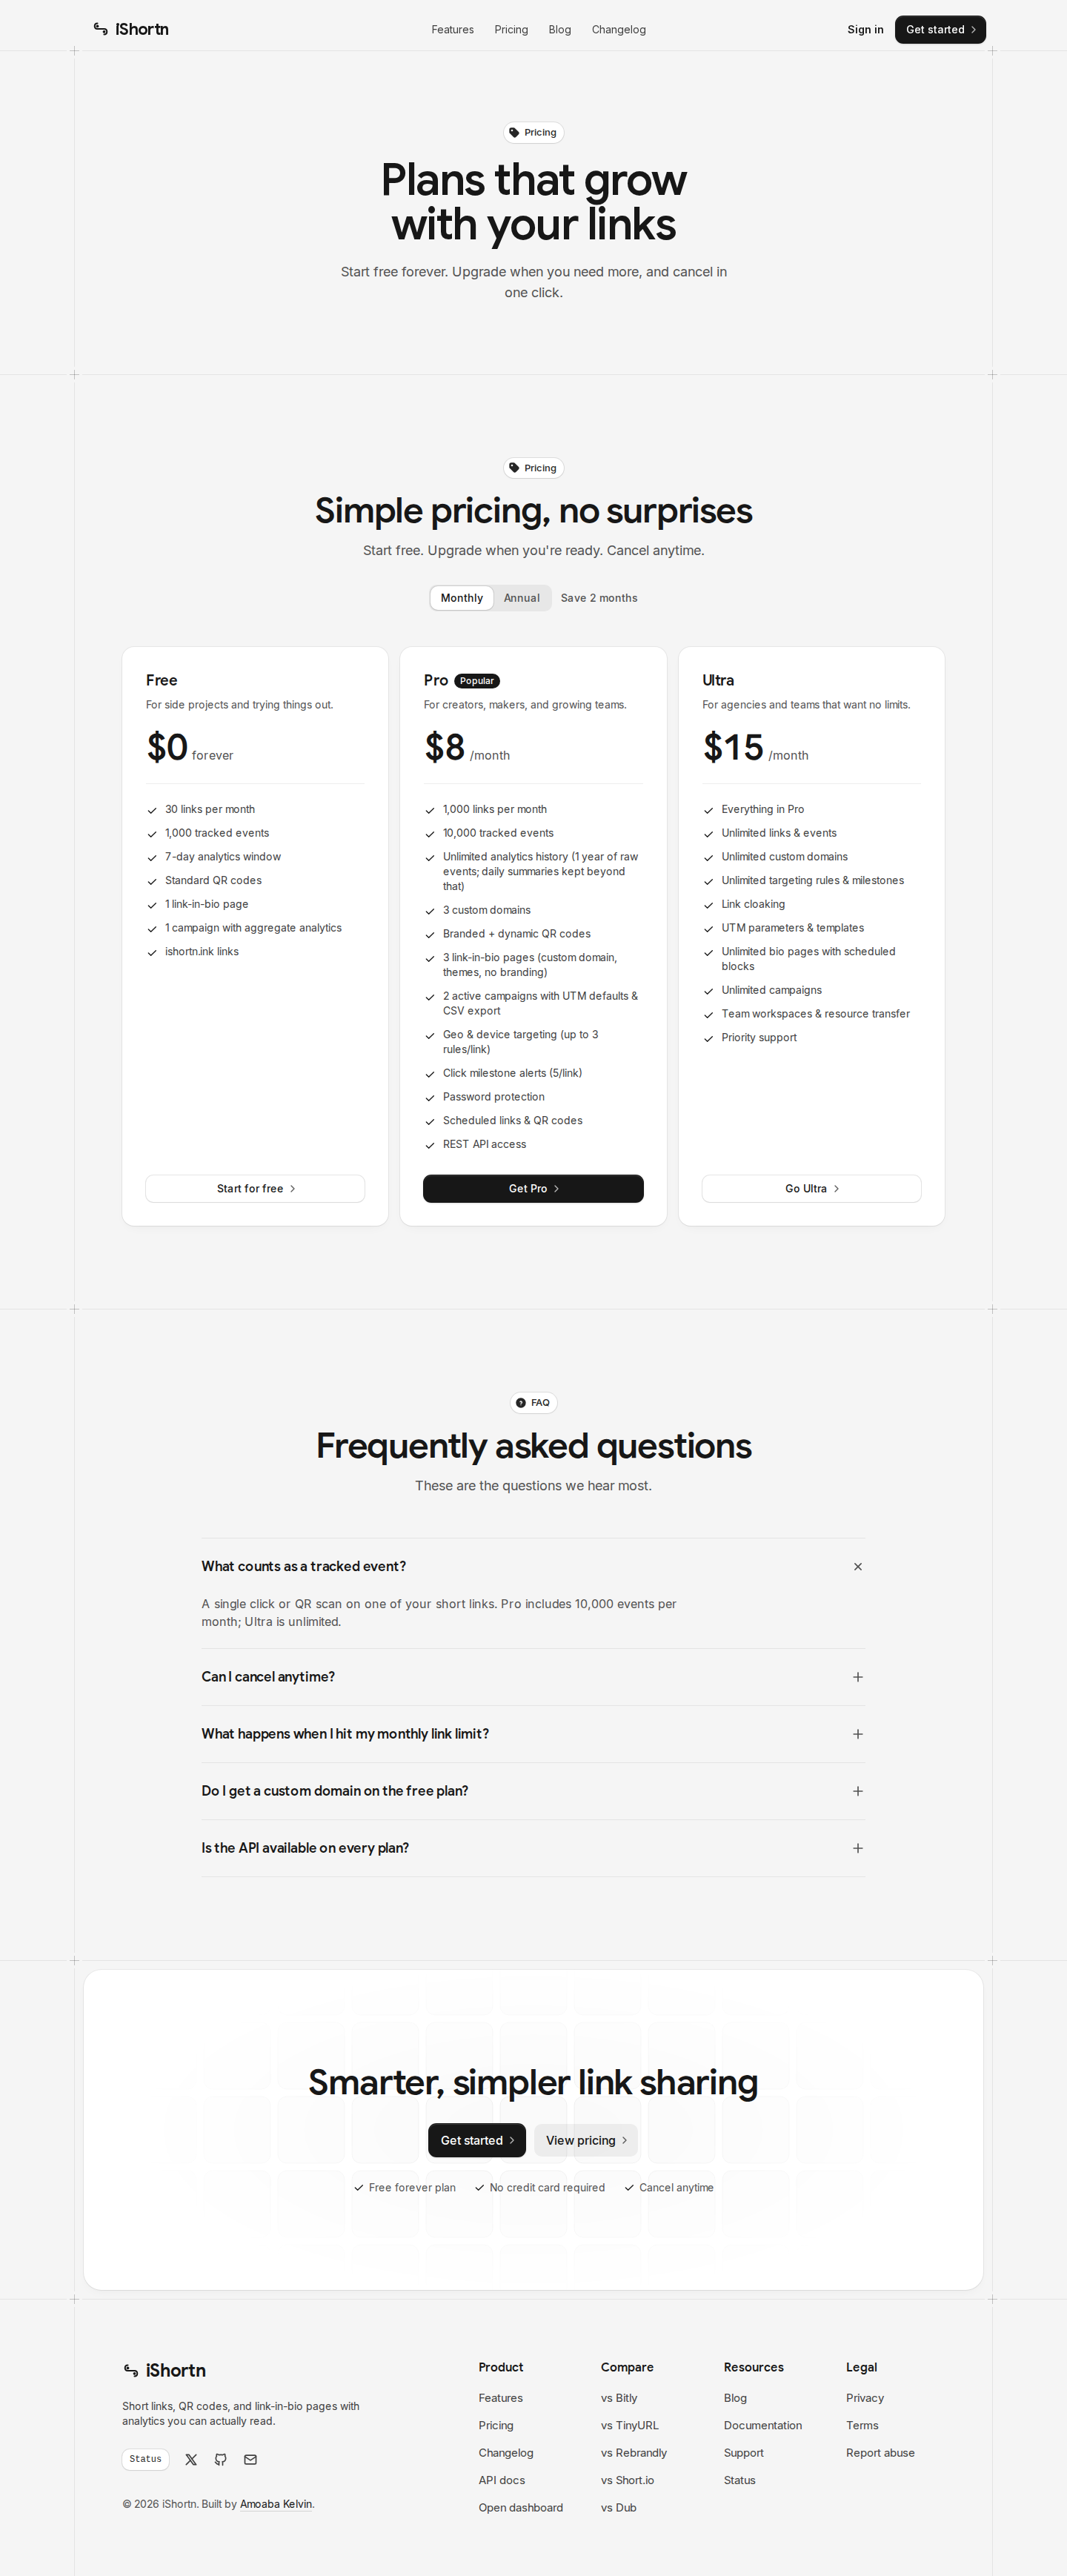 iShortn
Features
Pricing
Blog
Changelog
Sign in
Get started
Pricing
Plans that grow
with your links
Start free forever. Upgrade when you need more, and cancel in
one click.
Pricing
Simple pricing, no surprises
Start free. Upgrade when you're ready. Cancel anytime.
Monthly
Annual
Save 2 months
Free
For side projects and trying things out.
$0 forever
30 links per month
1,000 tracked events
7-day analytics window
Standard QR codes
1 link-in-bio page
1 campaign with aggregate analytics
ishortn.ink links
Start for free
Pro Popular
For creators, makers, and growing teams.
$8 /month
1,000 links per month
10,000 tracked events
Unlimited analytics history (1 year of raw
events; daily summaries kept beyond
that)
3 custom domains
Branded + dynamic QR codes
3 link-in-bio pages (custom domain,
themes, no branding)
2 active campaigns with UTM defaults &
CSV export
Geo & device targeting (up to 3
rules/link)
Click milestone alerts (5/link)
Password protection
Scheduled links & QR codes
REST API access
Get Pro
Ultra
For agencies and teams that want no limits.
$15 /month
Everything in Pro
Unlimited links & events
Unlimited custom domains
Unlimited targeting rules & milestones
Link cloaking
UTM parameters & templates
Unlimited bio pages with scheduled
blocks
Unlimited campaigns
Team workspaces & resource transfer
Priority support
Go Ultra
FAQ
Frequently asked questions
These are the questions we hear most.
What counts as a tracked event?
A single click or QR scan on one of your short links. Pro includes 10,000 events per
month; Ultra is unlimited.
Can I cancel anytime?
What happens when I hit my monthly link limit?
Do I get a custom domain on the free plan?
Is the API available on every plan?
Smarter, simpler link sharing
Get started
View pricing
Free forever plan
No credit card required
Cancel anytime
iShortn
Short links, QR codes, and link-in-bio pages with
analytics you can actually read.
Status
© 2026 iShortn. Built by Amoaba Kelvin.
Product
Features
Pricing
Changelog
API docs
Open dashboard
Compare
vs Bitly
vs TinyURL
vs Rebrandly
vs Short.io
vs Dub
Resources
Blog
Documentation
Support
Status
Legal
Privacy
Terms
Report abuse